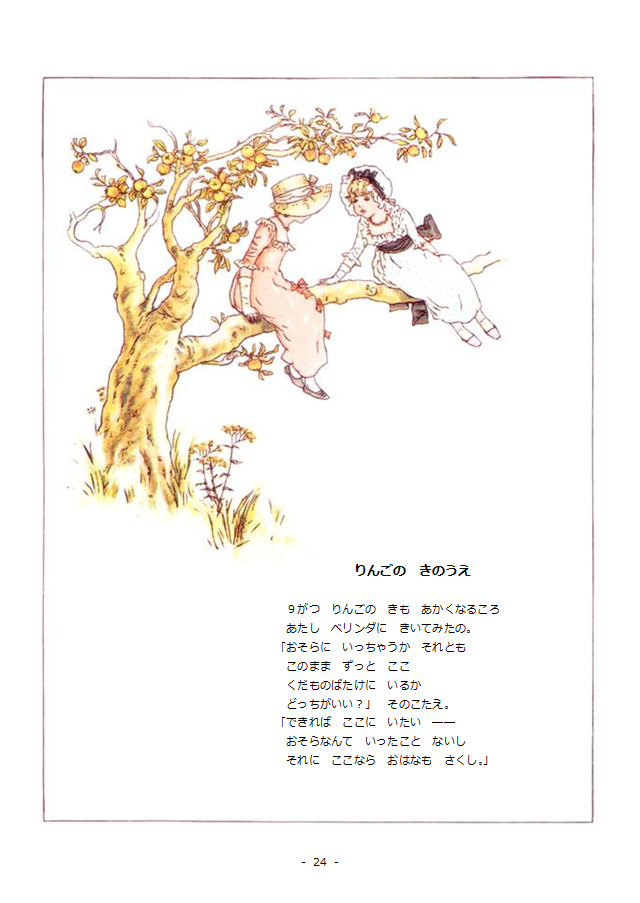 りんごの　きのうえ
９がつ　りんごの　きも　あかくなるころ
あたし　ベリンダに　きいてみたの。
「おそらに　いっちゃうか　それとも
このまま　ずっと　ここ
くだものばたけに　いるか
どっちがいい？」　そのこたえ。
「できれば　ここに　いたい　――
おそらなんて　いったこと　ないし
それに　ここなら　おはなも　さくし。」
- 24 -